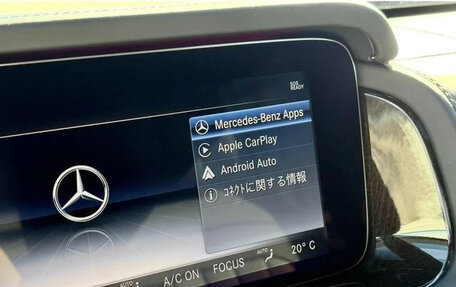 SOS
READY
Mercedes-Benz Apps
Apple CarPlay
Android Auto
ｺﾈｸﾄに関する情報
AUTO A/C ON FOCUS AUTO 20°C